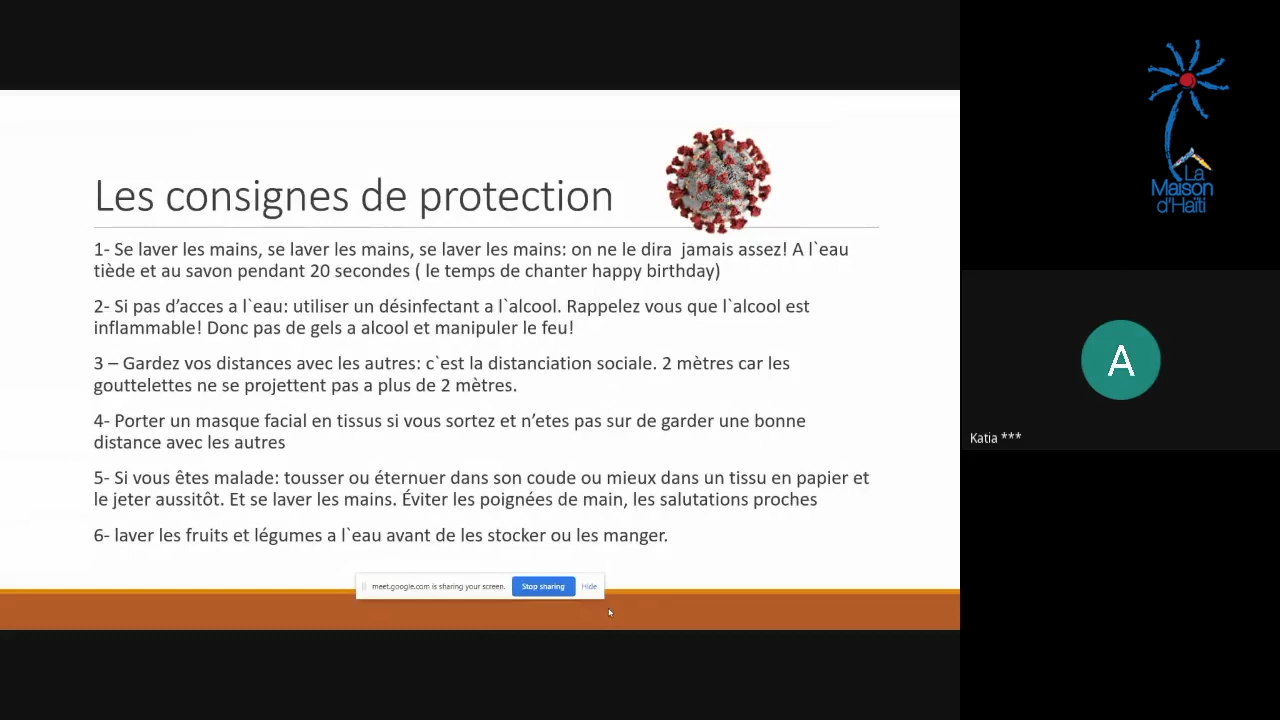 Les consignes de protection
1- Se laver les mains, se laver les mains, se laver les mains: on ne le dira jamais assez! A l`eau
tiède et au savon pendant 20 secondes ( le temps de chanter happy birthday)
2- Si pas d’acces a l`eau: utiliser un désinfectant a l`alcool. Rappelez vous que l`alcool est
inflammable! Donc pas de gels a alcool et manipuler le feu!
3 – Gardez vos distances avec les autres: c`est la distanciation sociale. 2 mètres car les
gouttelettes ne se projettent pas a plus de 2 mètres.
4- Porter un masque facial en tissus si vous sortez et n’etes pas sur de garder une bonne
distance avec les autres
5- Si vous êtes malade: tousser ou éternuer dans son coude ou mieux dans un tissu en papier et
le jeter aussitôt. Et se laver les mains. Éviter les poignées de main, les salutations proches
6- laver les fruits et légumes a l`eau avant de les stocker ou les manger.
meet.google.com is sharing your screen. Stop sharing Hide
La
Maison
d'Haïti
A
Katia ***